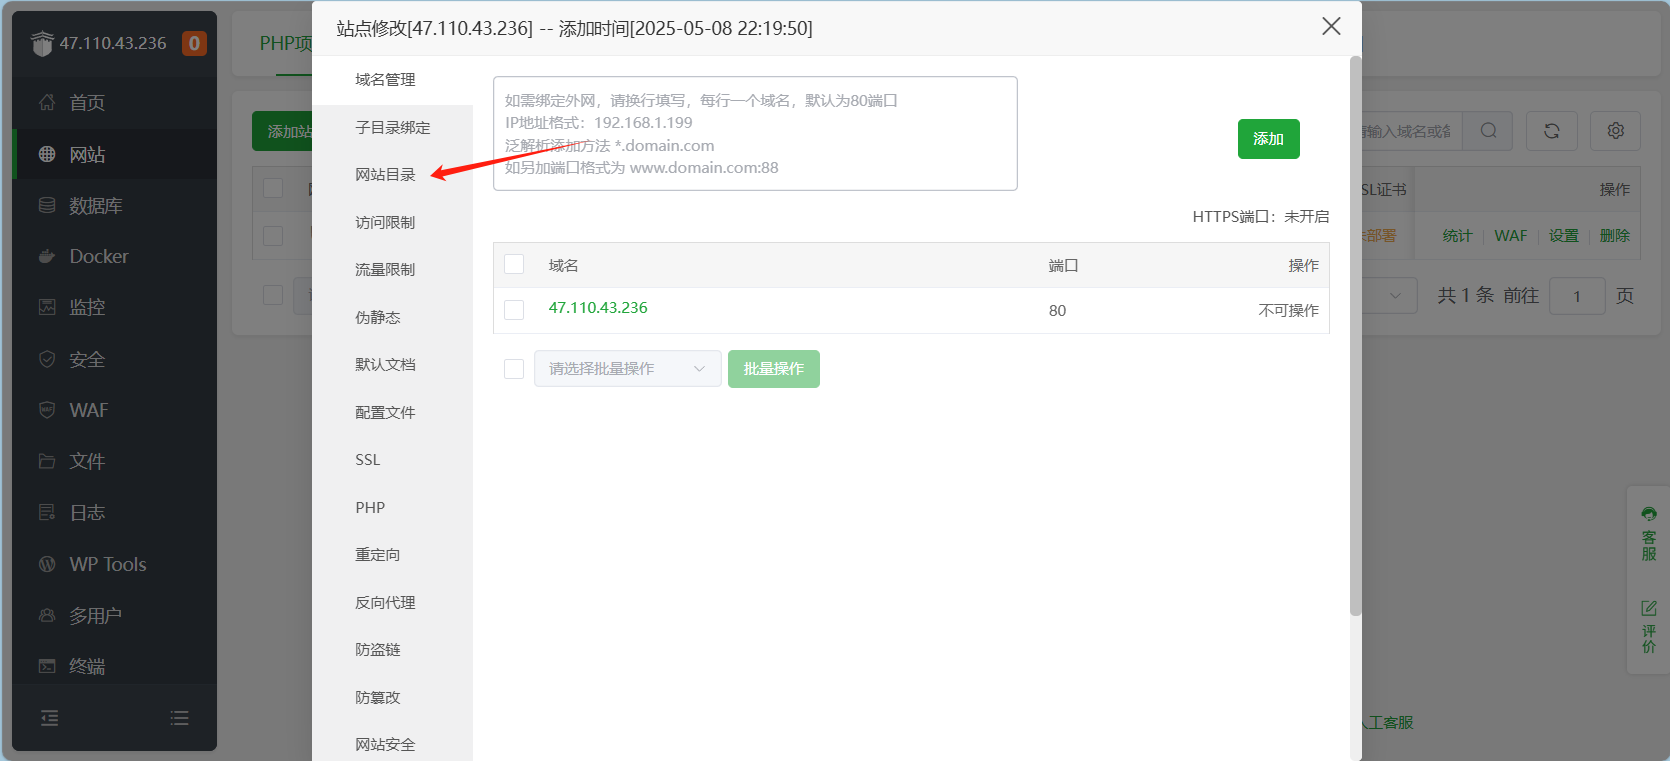 47.110.43.236 0
首页
网站
数据库
Docker
监控
安全
WAF
文件
日志
WP Tools
多用户
终端
PHP项
添加站
站点修改[47.110.43.236] -- 添加时间[2025-05-08 22:19:50]
域名管理
子目录绑定
网站目录
访问限制
流量限制
伪静态
默认文档
配置文件
SSL
PHP
重定向
反向代理
防盗链
防篡改
网站安全
如需绑定外网，请换行填写，每行一个域名，默认为80端口
IP地址格式：192.168.1.199
泛解析添加方法 *.domain.com
如另加端口格式为 www.domain.com:88
添加
HTTPS端口：未开启
域名 端口 操作
47.110.43.236 80 不可操作
请选择批量操作 批量操作
输入域名或备
SL证书 操作
部署 统计 WAF 设置 删除
共 1 条 前往 1 页
客服
评价
人工客服